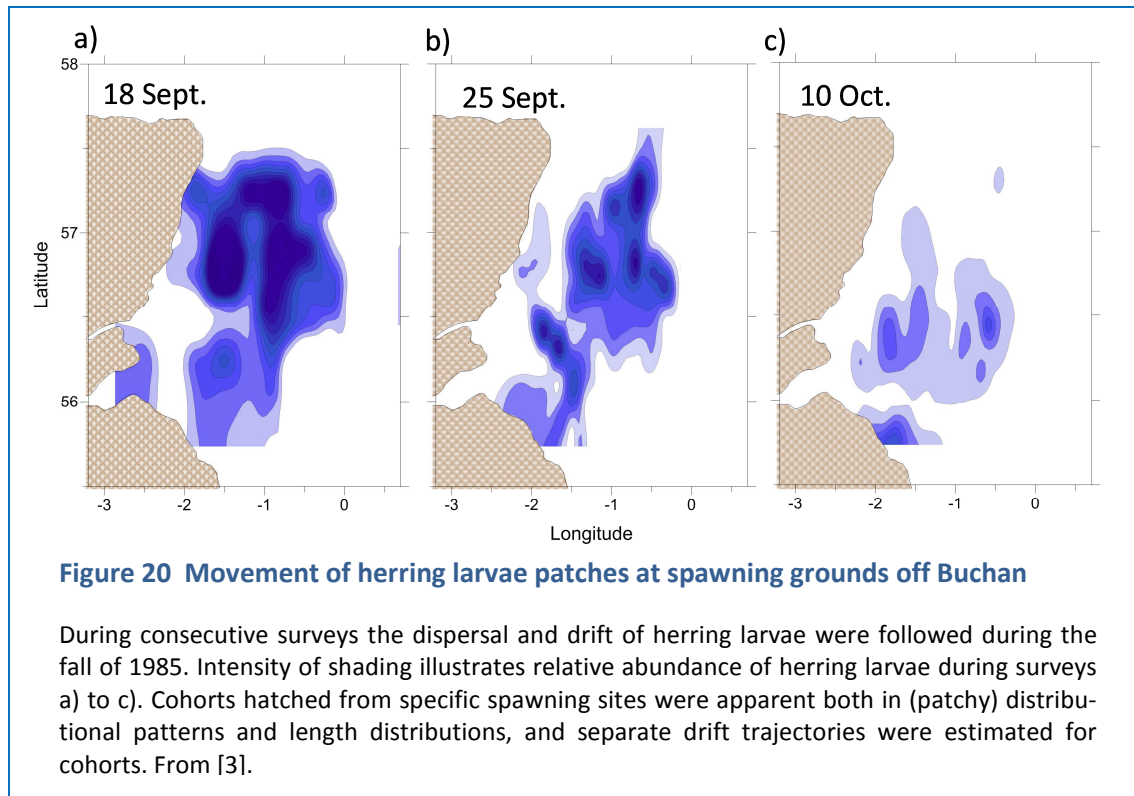 a)
b)
c)
58
18 Sept.
25 Sept.
10 Oct.
57
Latitude
56
-3 -2 -1 0
-3 -2 -1 0
-3 -2 -1 0
Longitude
Figure 20 Movement of herring larvae patches at spawning grounds off Buchan
During consecutive surveys the dispersal and drift of herring larvae were followed during the
fall of 1985. Intensity of shading illustrates relative abundance of herring larvae during surveys
a) to c). Cohorts hatched from specific spawning sites were apparent both in (patchy) distribu-
tional patterns and length distributions, and separate drift trajectories were estimated for
cohorts. From [3].